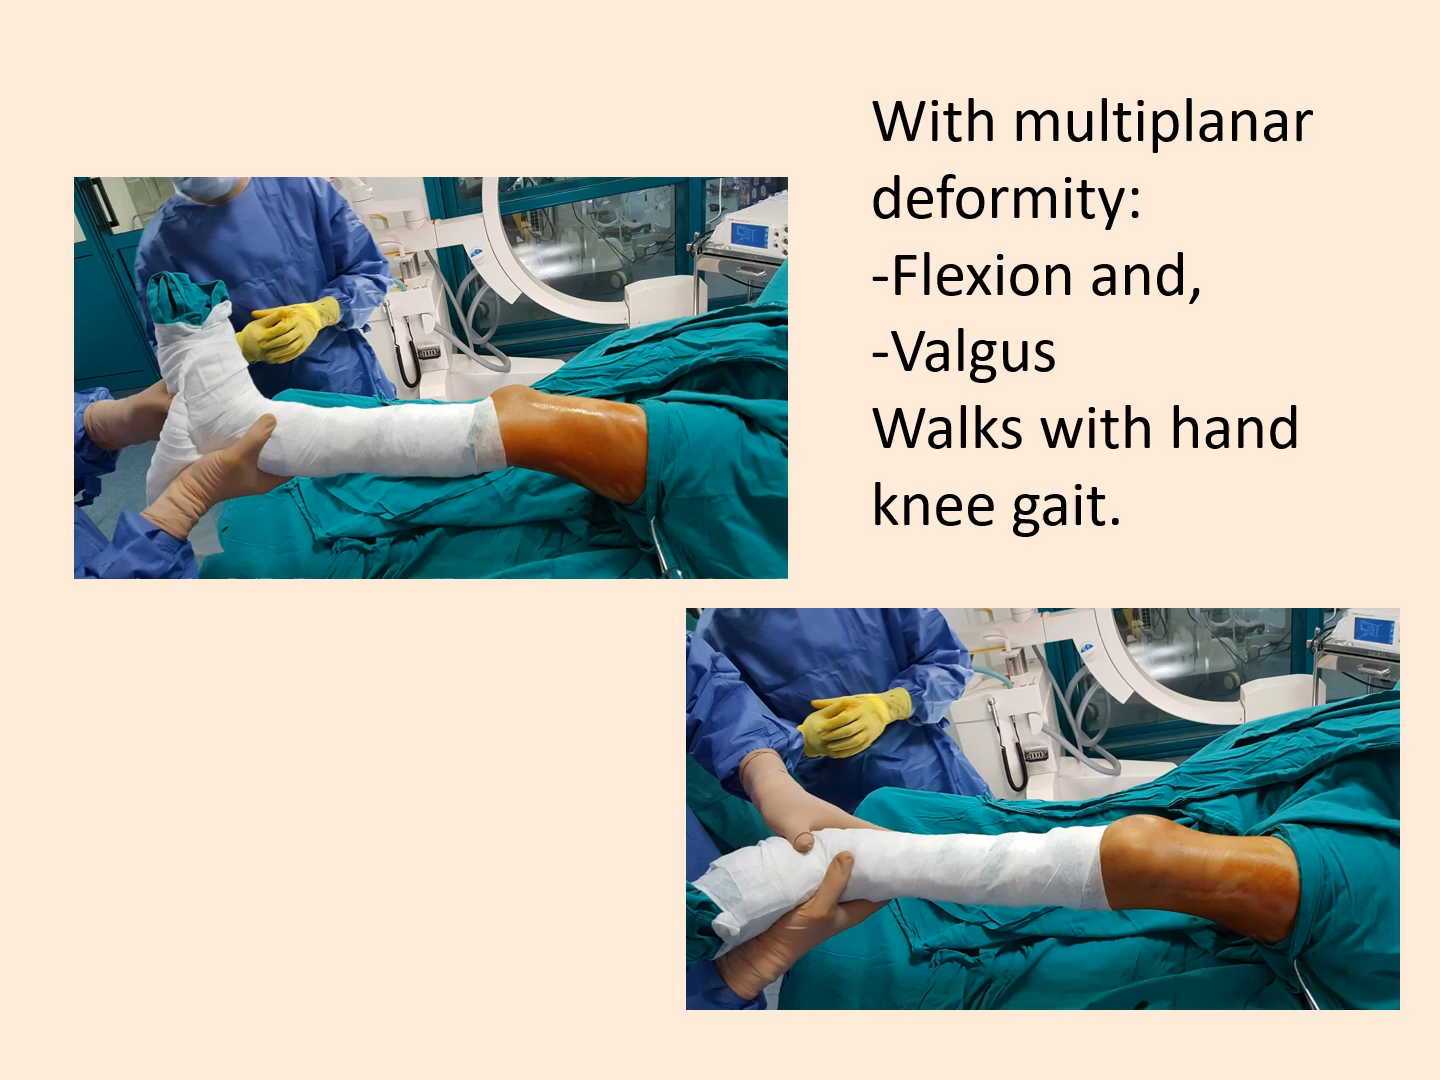 With multiplanar
deformity:
-Flexion and,
-Valgus
Walks with hand
knee gait.